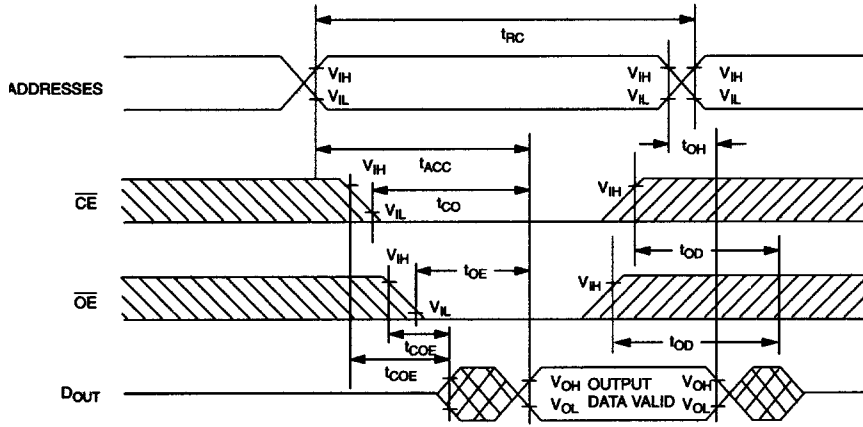 tRC
VIH VIH VIH
ADDRESSES
VIL VIL VIL
tOH
tACC
VIH
CE VIH
tCO
VIL
tOD
VIH
tOE
OE VIH
VIL
tCOE tOD
tCOE
DOUT VOH OUTPUT VOH
VOL DATA VALID VOL